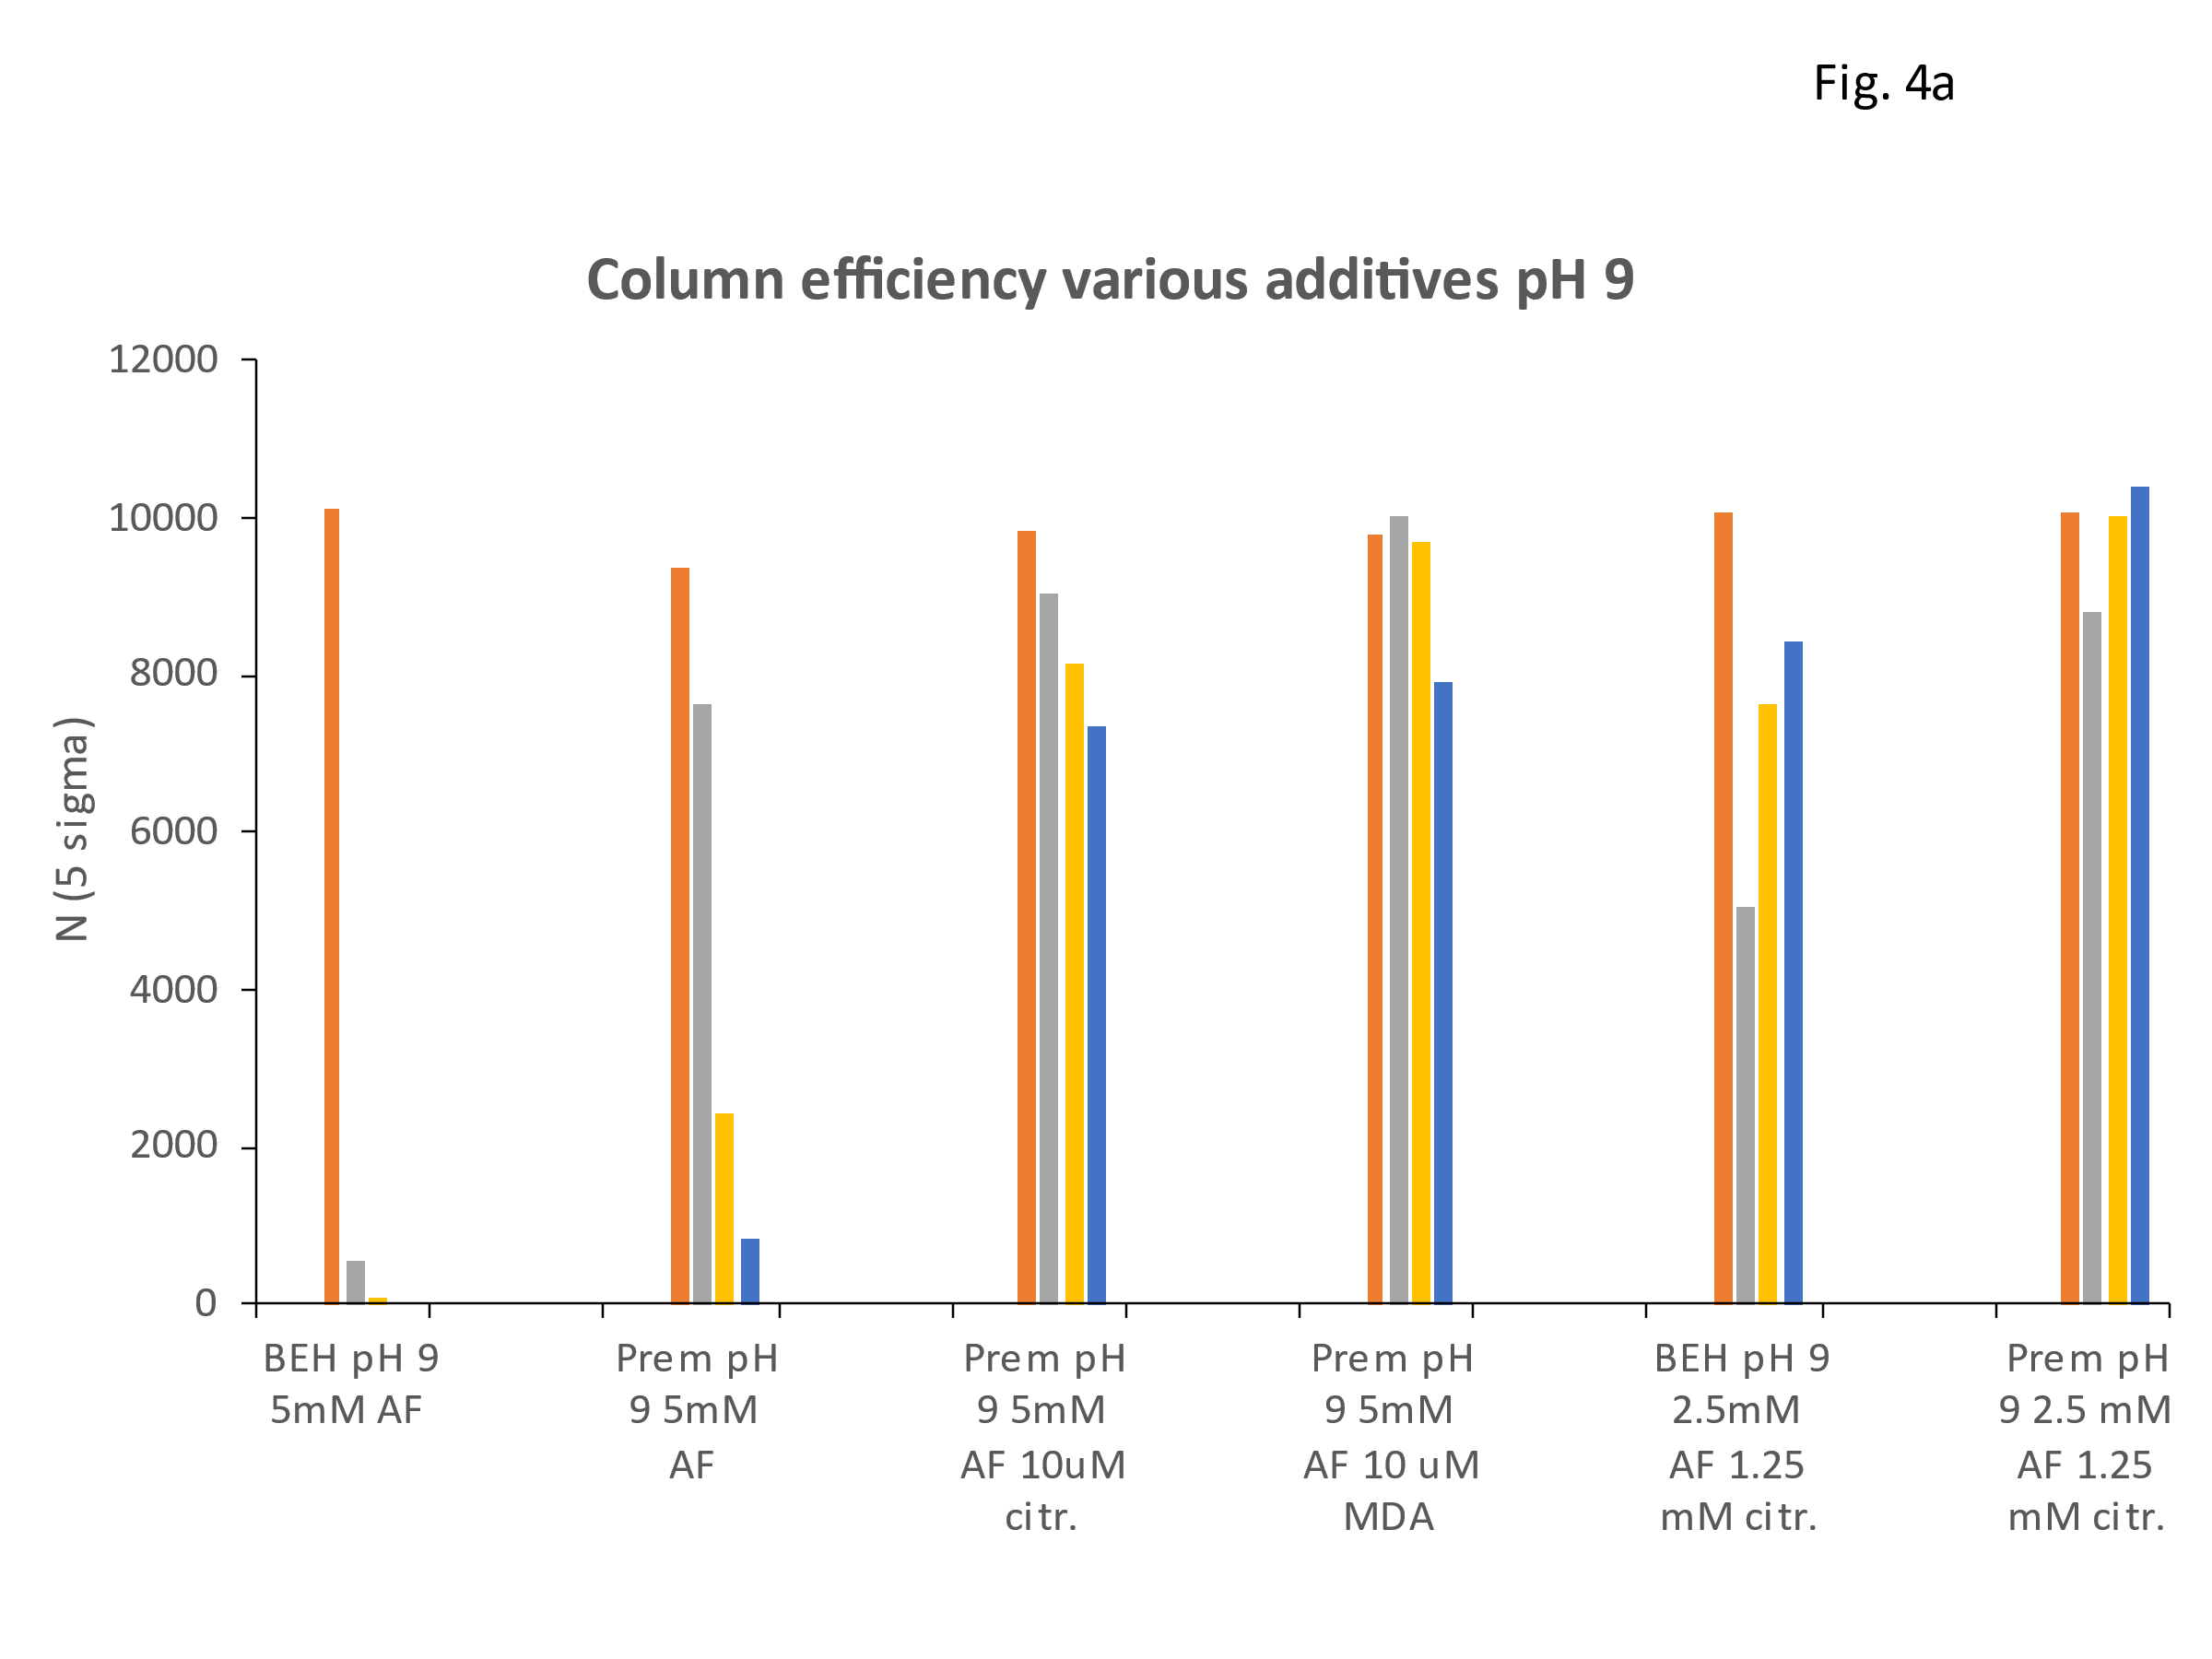 Fig. 4a
Column efficiency various additives pH 9
12000
10000
8000
6000
4000
2000
0
N (5 sigma)
BEH pH 9
5mM AF
Prem pH
9 5mM
AF
Prem pH
9 5mM
AF 10uM
citr.
Prem pH
9 5mM
AF 10 uM
MDA
BEH pH 9
2.5mM
AF 1.25
mM citr.
Prem pH
9 2.5 mM
AF 1.25
mM citr.